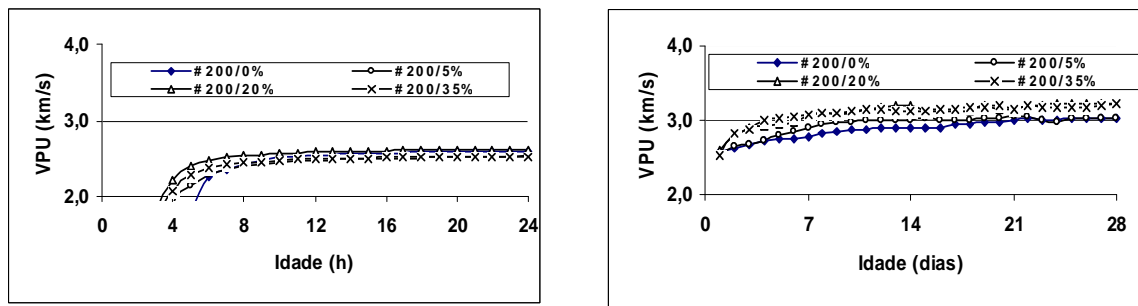 4,0
# 200/0% # 200/5%
# 200/20% # 200/35%
3,0
2,0
VPU (km/s)
0 4 8 12 16 20 24
Idade (h)
4,0
# 200/0% # 200/5%
# 200/20% # 200/35%
3,0
2,0
VPU (km/s)
0 7 14 21 28
Idade (dias)